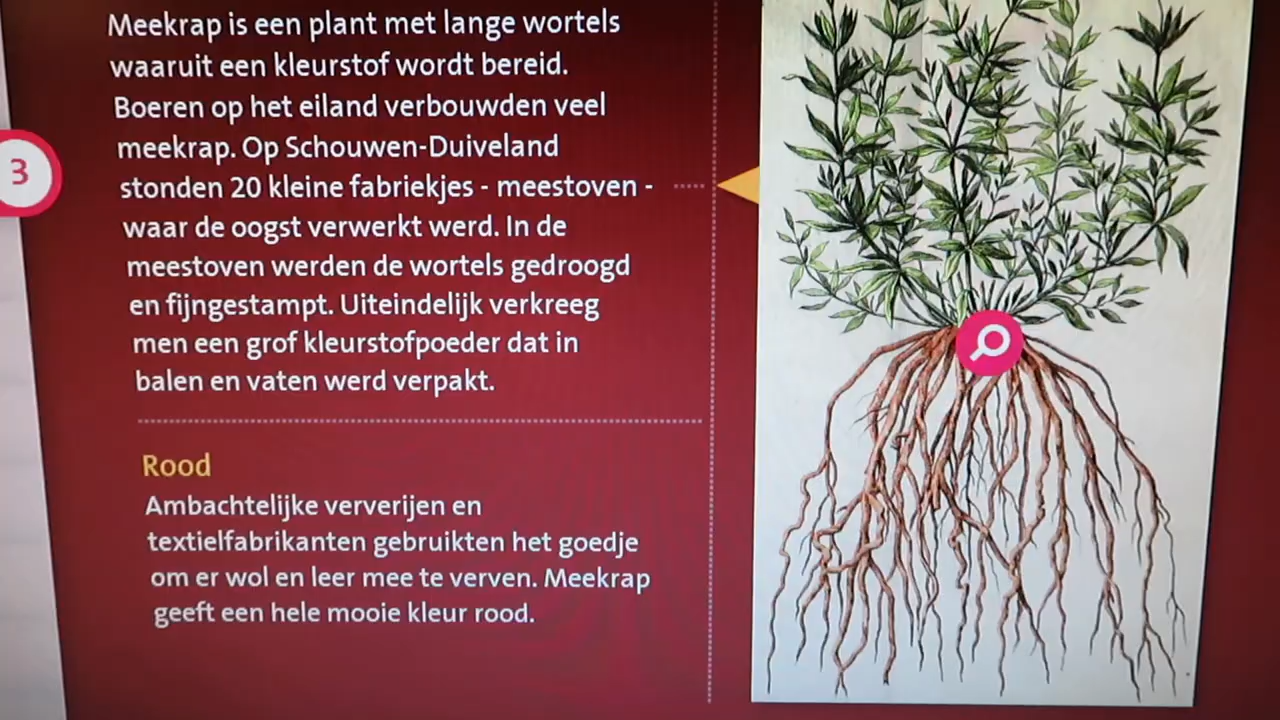 Meekrap is een plant met lange wortels
waaruit een kleurstof wordt bereid.
Boeren op het eiland verbouwden veel
meekrap. Op Schouwen-Duiveland
3
stonden 20 kleine fabriekjes - meestoven -
waar de oogst verwerkt werd. In de
meestoven werden de wortels gedroogd
en fijngestampt. Uiteindelijk verkreeg
men een grof kleurstofpoeder dat in
balen en vaten werd verpakt.
Rood
Ambachtelijke ververijen en
textielfabrikanten gebruikten het goedje
om er wol en leer mee te verven. Meekrap
geeft een hele mooie kleur rood.